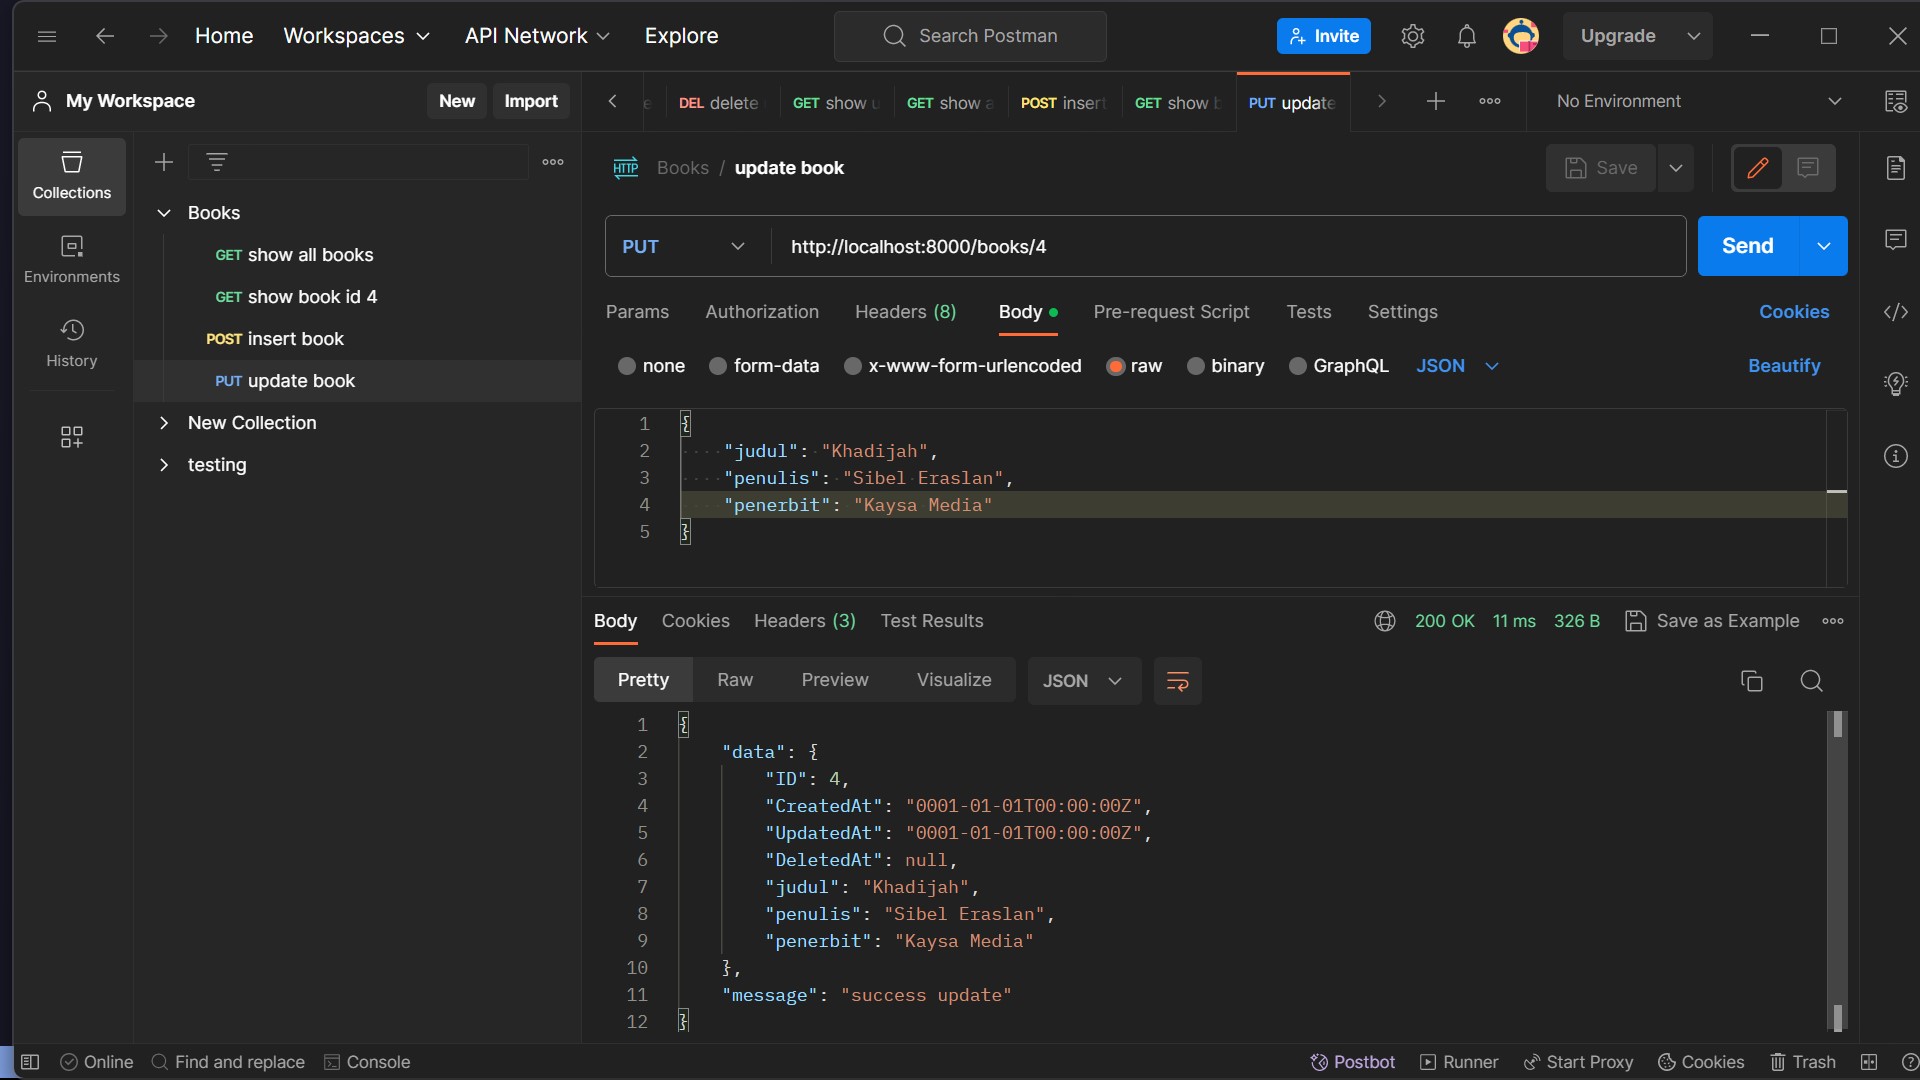 Home Workspaces API Network Explore Search Postman Invite Upgrade
My Workspace New Import DEL delete GET show GET show POST insert GET show PUT update No Environment
Books / update book Save
Collections
Environments
History
Books
GET show all books
GET show book id 4
POST insert book
PUT update book
New Collection
testing
PUT http://localhost:8000/books/4 Send
Params Authorization Headers (8) Body Pre-request Script Tests Settings Cookies
none form-data x-www-form-urlencoded raw binary GraphQL JSON Beautify
1 {
2 ····"judul":·"Khadijah",
3 ····"penulis":·"Sibel·Eraslan",
4 ····"penerbit":·"Kaysa Media"
5 }
Body Cookies Headers (3) Test Results 200 OK 11 ms 326 B Save as Example
Pretty Raw Preview Visualize JSON
1 {
2 "data": {
3 "ID": 4,
4 "CreatedAt": "0001-01-01T00:00:00Z",
5 "UpdatedAt": "0001-01-01T00:00:00Z",
6 "DeletedAt": null,
7 "judul": "Khadijah",
8 "penulis": "Sibel Eraslan",
9 "penerbit": "Kaysa Media"
10 },
11 "message": "success update"
12 }
Online Find and replace Console Postbot Runner Start Proxy Cookies Trash